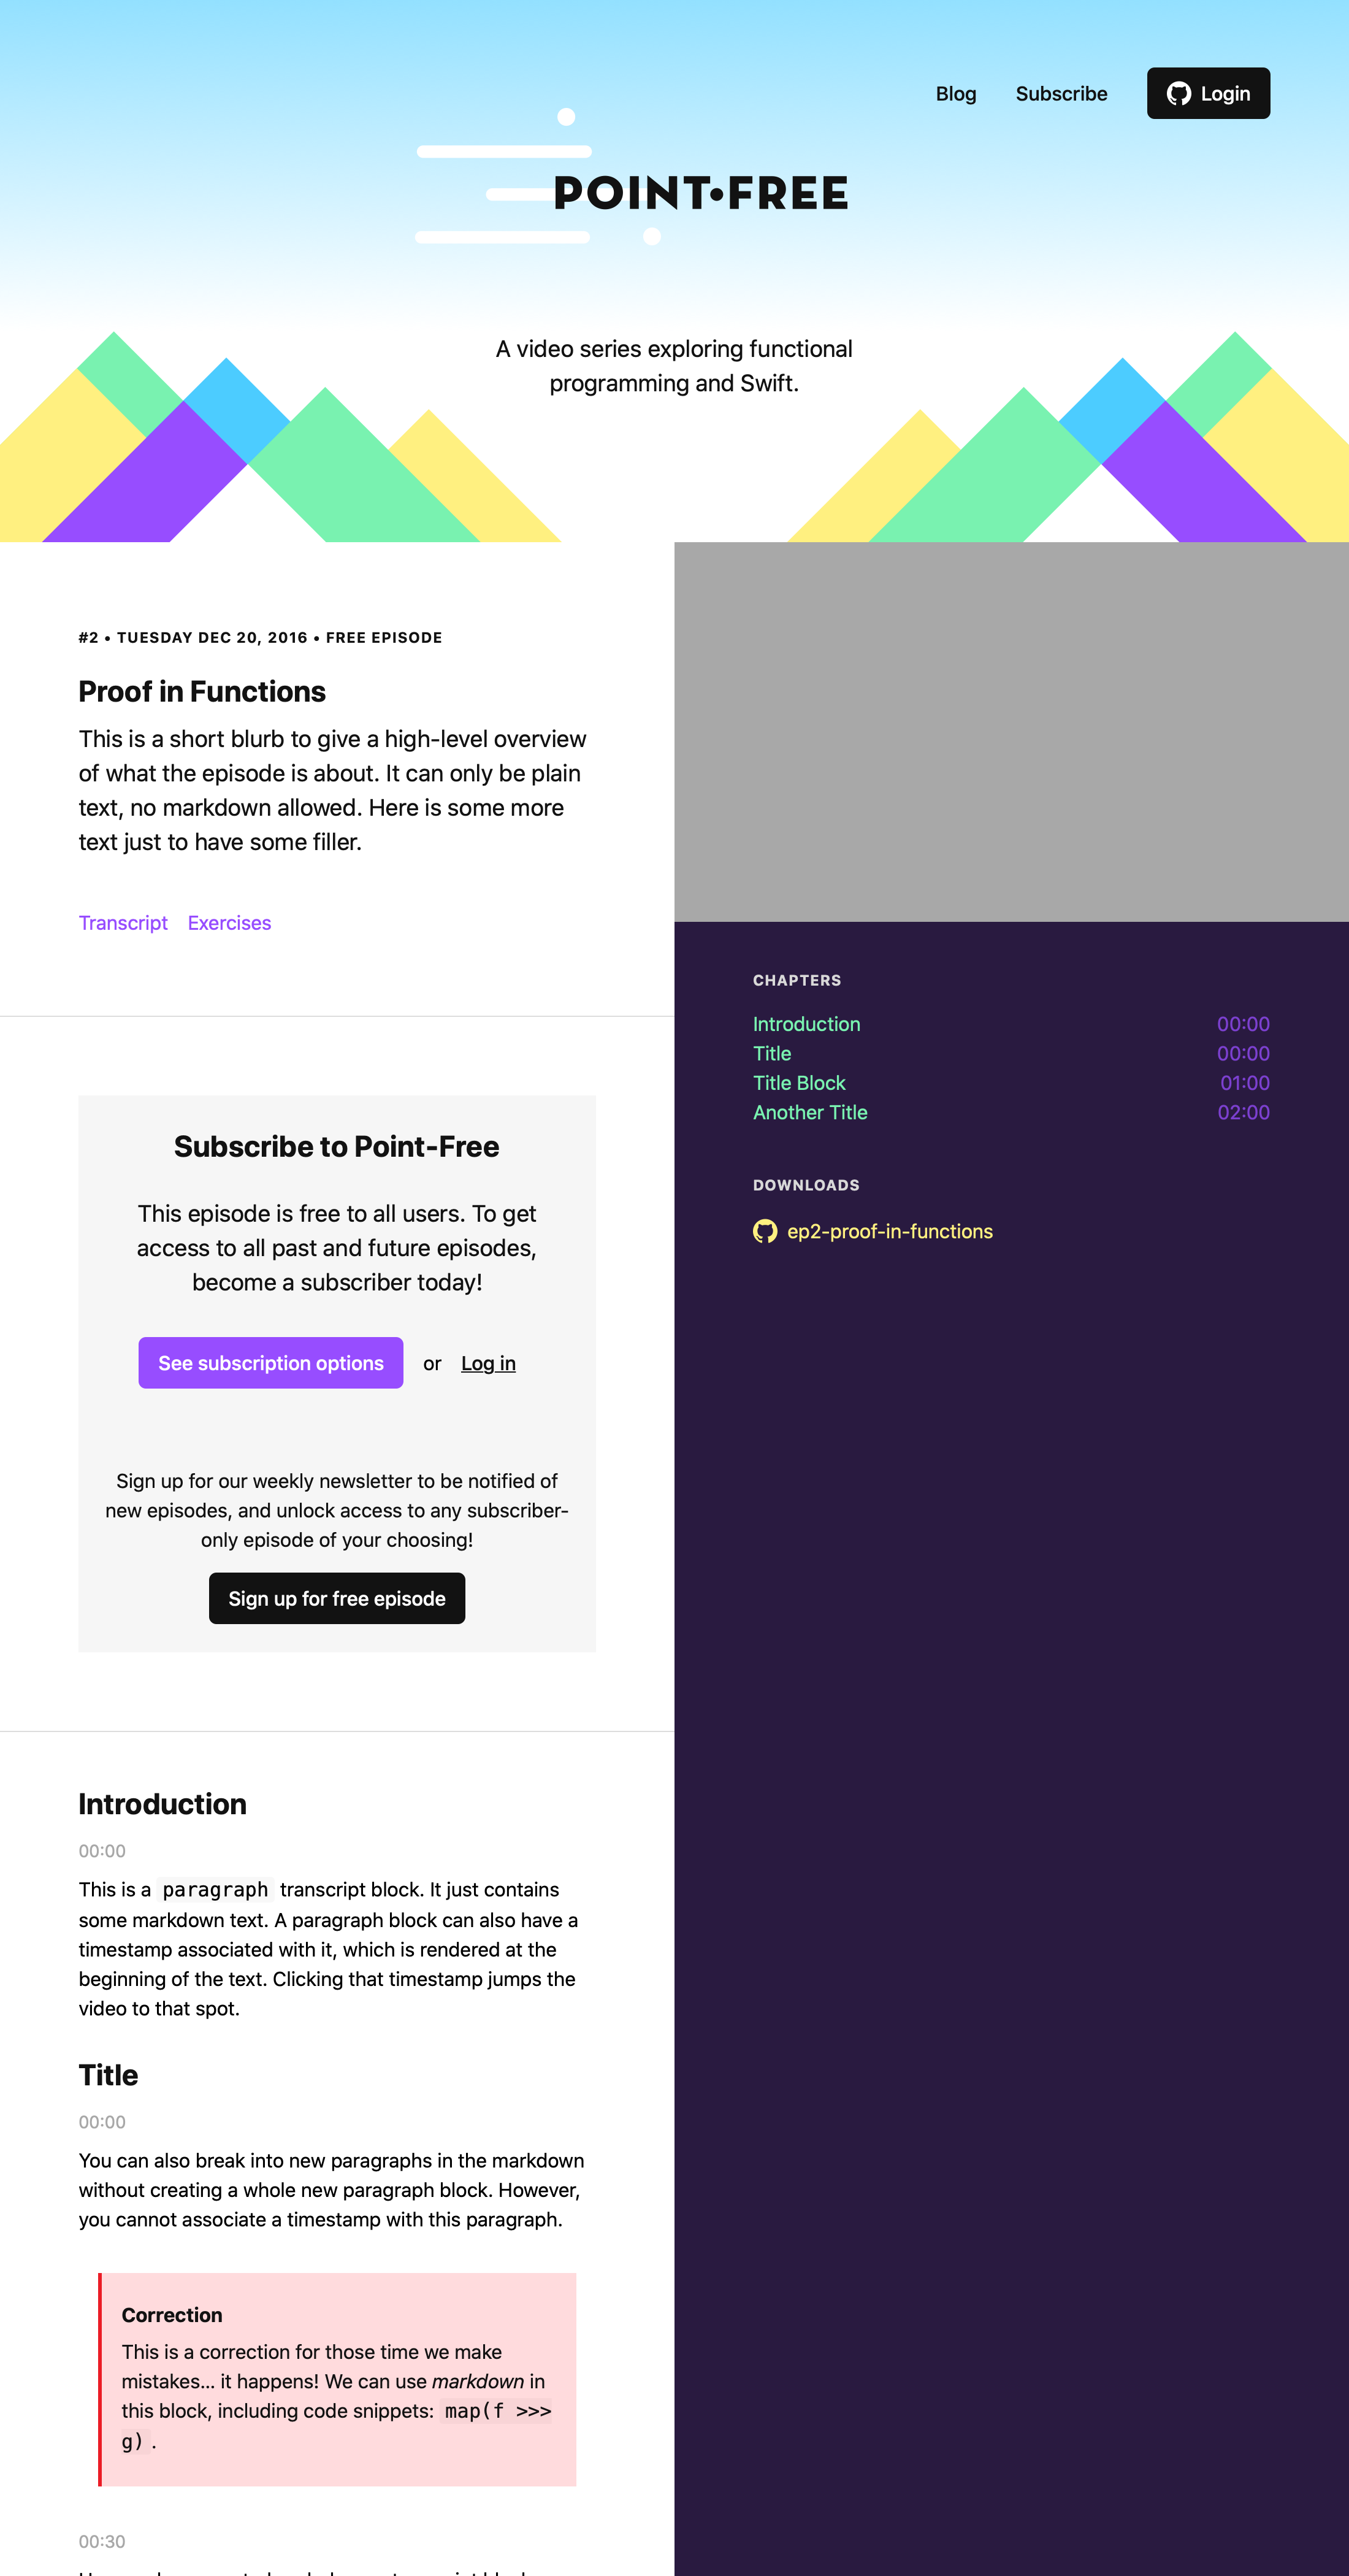 Blog
Subscribe
Login
POINT•FREE
A video series exploring functional
programming and Swift.
#2 • TUESDAY DEC 20, 2016 • FREE EPISODE
Proof in Functions
This is a short blurb to give a high-level overview
of what the episode is about. It can only be plain
text, no markdown allowed. Here is some more
text just to have some filler.
Transcript Exercises
Subscribe to Point-Free
This episode is free to all users. To get
access to all past and future episodes,
become a subscriber today!
See subscription options or Log in
Sign up for our weekly newsletter to be notified of
new episodes, and unlock access to any subscriber-
only episode of your choosing!
Sign up for free episode
Introduction
00:00
This is a paragraph transcript block. It just contains
some markdown text. A paragraph block can also have a
timestamp associated with it, which is rendered at the
beginning of the text. Clicking that timestamp jumps the
video to that spot.
Title
00:00
You can also break into new paragraphs in the markdown
without creating a whole new paragraph block. However,
you cannot associate a timestamp with this paragraph.
Correction
This is a correction for those time we make
mistakes... it happens! We can use markdown in
this block, including code snippets: map(f >>>
g).
00:30
CHAPTERS
Introduction 00:00
Title 00:00
Title Block 01:00
Another Title 02:00
DOWNLOADS
ep2-proof-in-functions